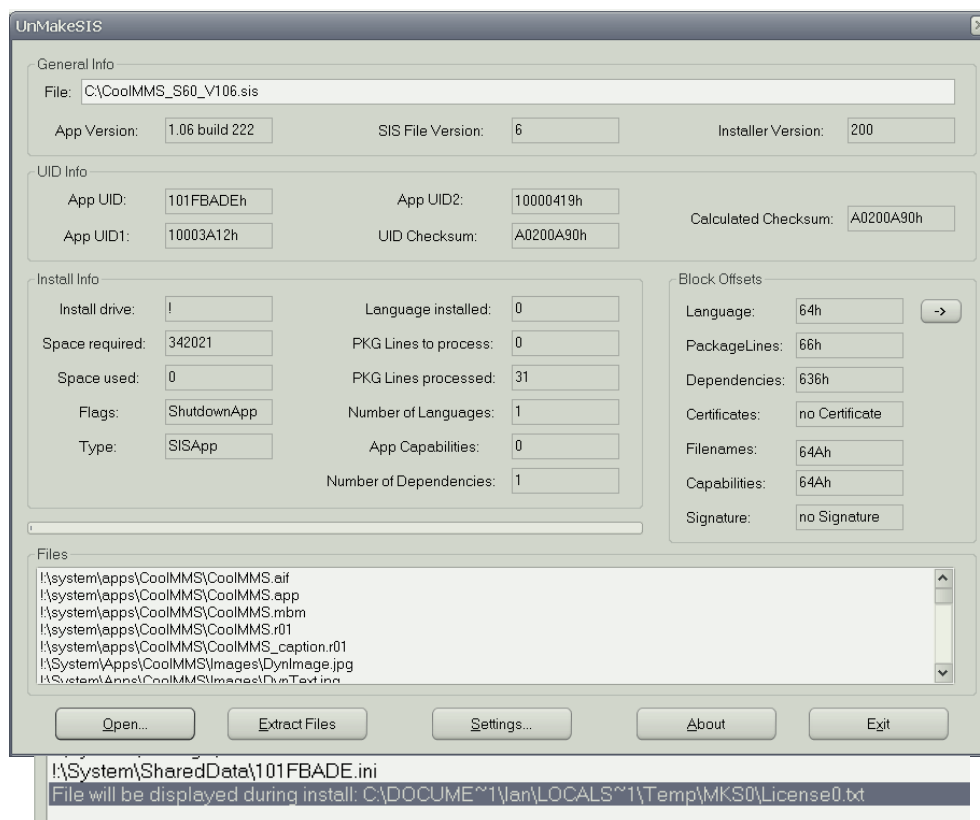 UnMakeSIS
General Info
File: C:\CoolMMS_S60_V106.sis
App Version: 1.06 build 222 SIS File Version: 6 Installer Version: 200
UID Info
App UID: 101FBADEh App UID2: 10000419h
Calculated Checksum: A0200A90h
App UID1: 10003A12h UID Checksum: A0200A90h
Install Info
Install drive: ! Language installed: 0
Space required: 342021 PKG Lines to process: 0
Space used: 0 PKG Lines processed: 31
Flags: ShutdownApp Number of Languages: 1
Type: SISApp App Capabilities: 0
Number of Dependencies: 1
Block Offsets
Language: 64h ->
PackageLines: 66h
Dependencies: 636h
Certificates: no Certificate
Filenames: 64Ah
Capabilities: 64Ah
Signature: no Signature
Files
!:\system\apps\CoolMMS\CoolMMS.aif
!:\system\apps\CoolMMS\CoolMMS.app
!:\system\apps\CoolMMS\CoolMMS.mbm
!:\system\apps\CoolMMS\CoolMMS.r01
!:\system\apps\CoolMMS\CoolMMS_caption.r01
!:\System\Apps\CoolMMS\Images\DynImage.jpg
!:\System\Apps\CoolMMS\Images\DynText.jpg
Open... Extract Files Settings... About Exit
!:\System\SharedData\101FBADE.ini
File will be displayed during install: C:\DOCUME~1\Ian\LOCALS~1\Temp\MKS0\License0.txt